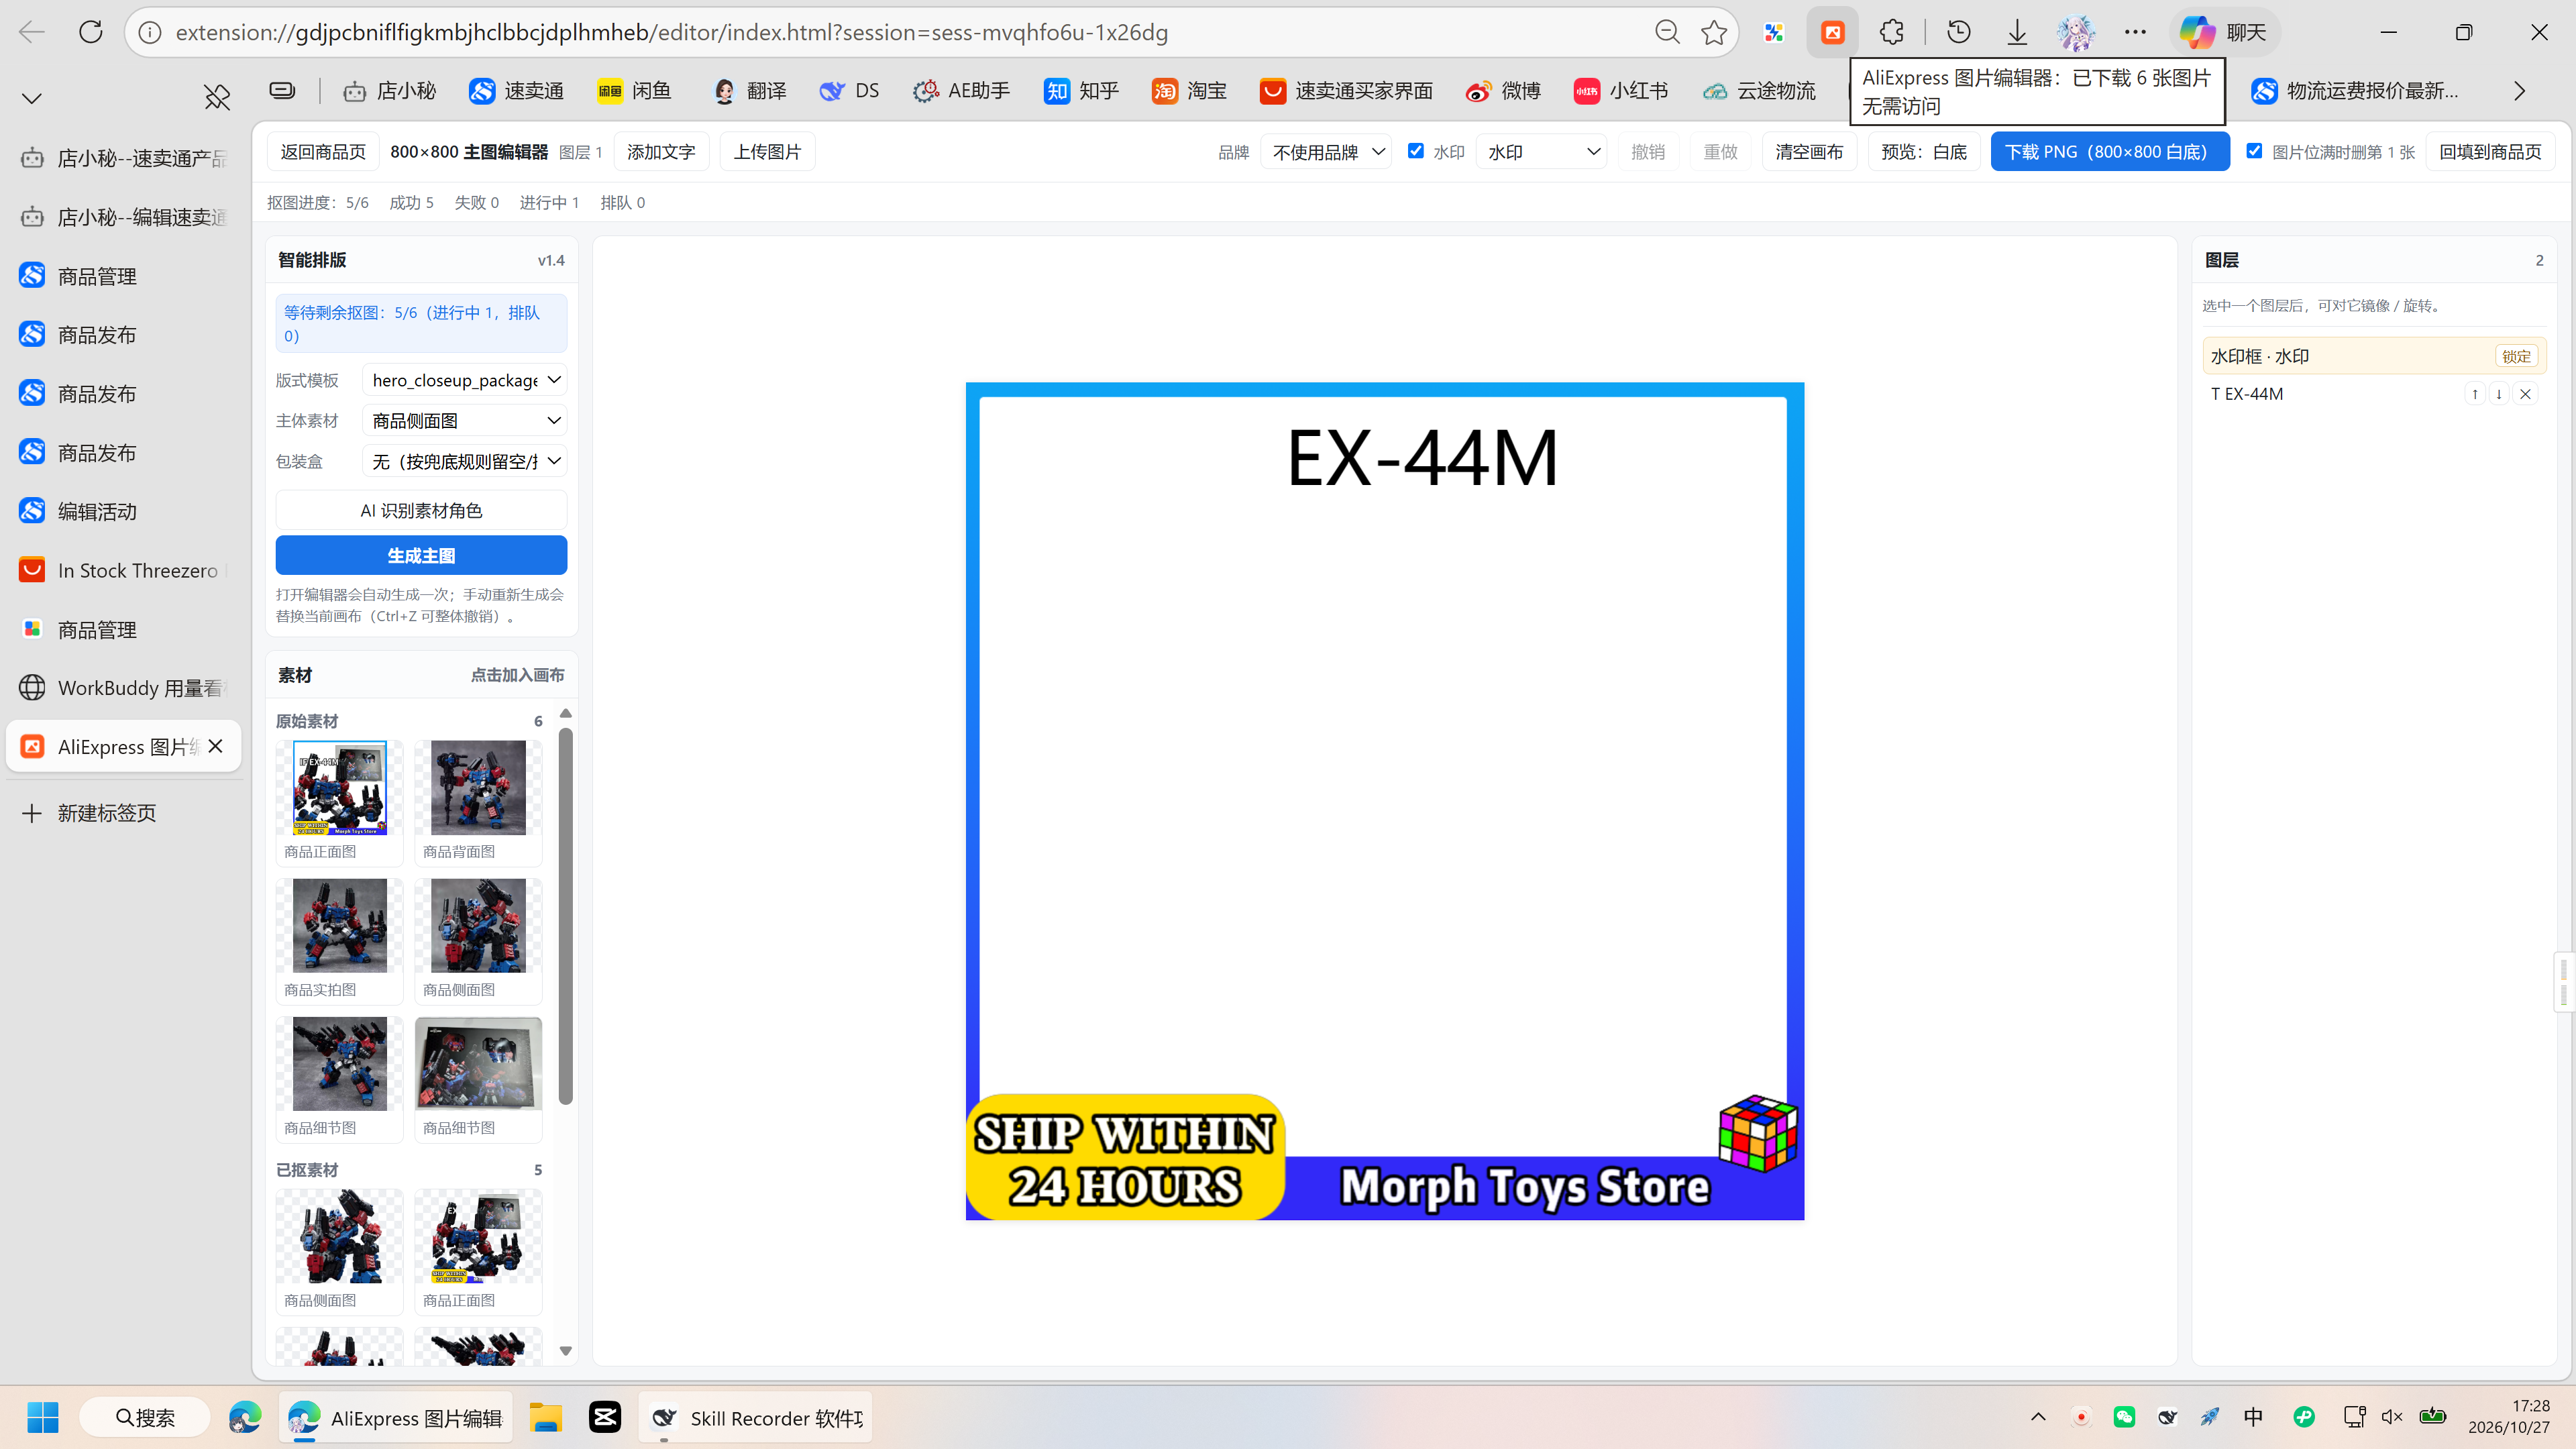 extension://gdjpcbniflfigkmbjhclbbcjdplhmheb/editor/index.html?session=sess-mvqhfo6u-1x26dg
聊天
店小秘
速卖通
闲鱼
翻译
DS
AE助手
知乎
淘宝
速卖通买家界面
微博
小红书
云途物流
物流运费报价最新...
AliExpress 图片编辑器：已下载 6 张图片
无需访问
店小秘--速卖通产品
店小秘--编辑速卖通
商品管理
商品发布
商品发布
商品发布
编辑活动
In Stock Threezero
商品管理
WorkBuddy 用量看
AliExpress 图片编
新建标签页
返回商品页
800×800 主图编辑器
图层 1
添加文字
上传图片
品牌
不使用品牌
水印
水印
撤销
重做
清空画布
预览：白底
下载 PNG（800×800 白底）
图片位满时删第 1 张
回填到商品页
抠图进度：5/6
成功 5
失败 0
进行中 1
排队 0
智能排版
v1.4
等待剩余抠图：5/6（进行中 1，排队
0）
版式模板
hero_closeup_package
主体素材
商品侧面图
包装盒
无（按兜底规则留空/
AI 识别素材角色
生成主图
打开编辑器会自动生成一次；手动重新生成会
替换当前画布（Ctrl+Z 可整体撤销）。
素材
点击加入画布
原始素材
6
IF EX-44M
SHIP WITHIN
24 HOURS
Morph Toys Store
商品正面图
商品背面图
商品实拍图
商品侧面图
商品细节图
商品细节图
已抠素材
5
EX
SHIP WITHIN
24 HOURS
商品侧面图
商品正面图
EX-44M
SHIP WITHIN
24 HOURS
Morph Toys Store
图层
2
选中一个图层后，可对它镜像 / 旋转。
水印框 · 水印
锁定
T EX-44M
↑
↓
搜索
AliExpress 图片编辑
Skill Recorder 软件
中
17:28
2026/10/27